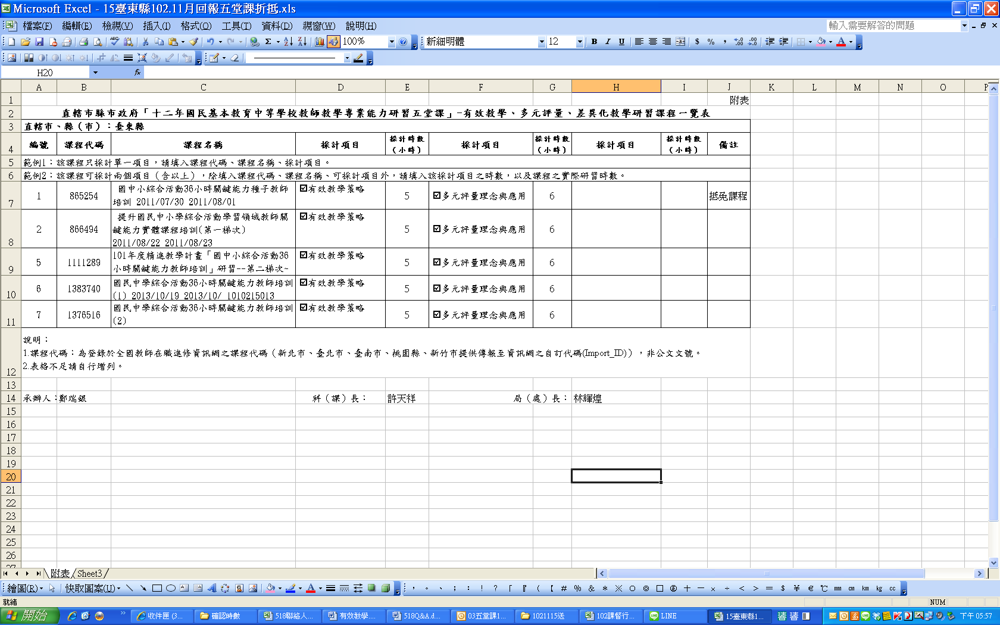 Microsoft Excel - 15臺東縣102.11月回報五堂課折抵.xls
檔案(F) 編輯(E) 檢視(V) 插入(I) 格式(O) 工具(T) 資料(D) 視窗(W) 說明(H) 輸入需要解答的問題
100% 新細明體 12 B I U $ % ,
H20 fx
A B C D E F G H I J K L M N O P
1 附表
2 直轄市縣市政府「十二年國民基本教育中等學校教師教學專業能力研習五堂課」-有效教學、多元評量、差異化教學研習課程一覽表
3 直轄市、縣（市）：臺東縣
4 編號 課程代碼 課程名稱 採計項目 採計時數（小時） 採計項目 採計時數（小時） 採計項目 採計時數（小時） 備註
5 範例1：該課程只採計單一項目，請填入課程代碼、課程名稱、採計項目。
6 範例2：該課程可採計兩個項目（含以上），除填入課程代碼、課程名稱、可採計項目外，請填入該採計項目之時數，以及課程之實際研習時數。
7 1 865254 國中小綜合活動36小時關鍵能力種子教師
培訓 2011/07/30 2011/08/01 ☑有效教學策略 5 ☑多元評量理念與應用 6 抵免課程
8 2 866494 提升國民中小學綜合活動學習領域教師關
鍵能力實體課程培訓(第一梯次)
2011/08/22 2011/08/23 ☑有效教學策略 5 ☑多元評量理念與應用 6
9 5 1111289 101年度精進教學計畫「國中小綜合活動36
小時關鍵能力教師培訓」研習--第二梯次~ ☑有效教學策略 5 ☑多元評量理念與應用 6
10 6 1383740 國民中學綜合活動36小時關鍵能力教師培訓
(1) 2013/10/19 2013/10/ 1010215013 ☑有效教學策略 5 ☑多元評量理念與應用 6
11 7 1376516 國民中學綜合活動36小時關鍵能力教師培訓
(2) ☑有效教學策略 5 ☑多元評量理念與應用 6
說明：
1.課程代碼：為登錄於全國教師在職進修資訊網之課程代碼（新北市、臺北市、臺南市、桃園縣、新竹市提供傳報至資訊網之自訂代碼(Import_ID)），非公文文號。
12 2.表格不足請自行增列。
13
14 承辦人：鄭瑞銀 科（課）長： 許天祥 局（處）長： 林輝煌
15
16
17
18
19
20
21
22
23
24
25
26
27
附表 Sheet3
繪圖(R) 快取圖案(U) ， 。 、 ； ： ！ ？ 「 『 （ 【 # % & * ※ ○ ◎ □ ＋ － × ÷ ＜ ＞ ＝ $ ¥ € ℃ mm cm km kg cc
就緒 NUM
開始 收件匣 (3... 確認時數 518聯絡人... 有效教學... 518Q&A.d... 03五堂課1... 1021115送 102課督行... LINE 15臺東縣1... 下午 05:57